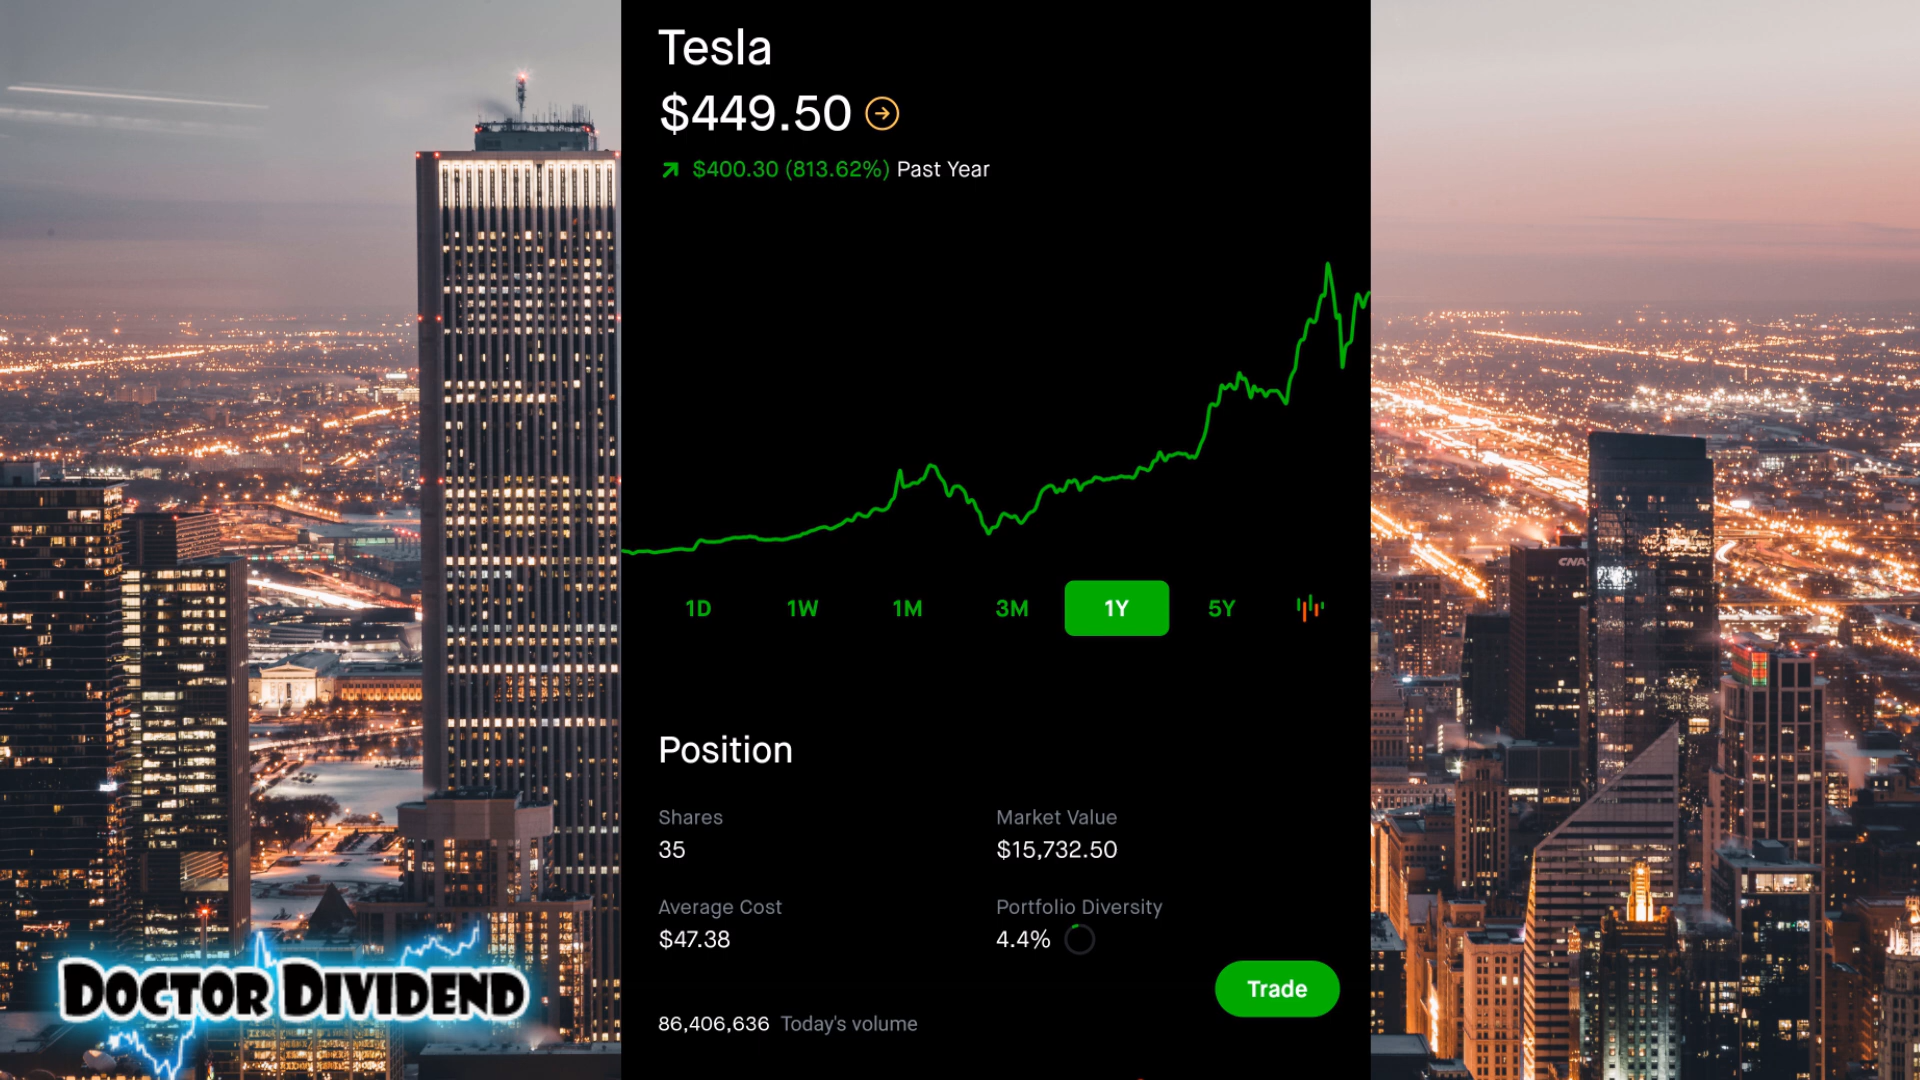 Tesla
$449.50
$400.30 (813.62%) Past Year
1D 1W 1M 3M 1Y 5Y
Position
Shares
35
Market Value
$15,732.50
Average Cost
$47.38
Portfolio Diversity
4.4%
Trade
86,406,636 Today's volume
DOCTOR DIVIDEND
CNA